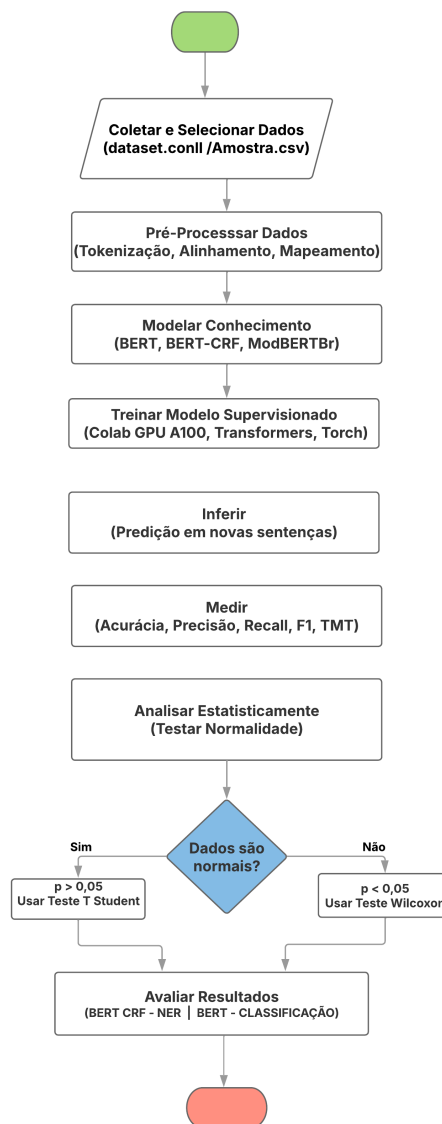 Coletar e Selecionar Dados
(dataset.conll /Amostra.csv)
Pré-Processsar Dados
(Tokenização, Alinhamento, Mapeamento)
Modelar Conhecimento
(BERT, BERT-CRF, ModBERTBr)
Treinar Modelo Supervisionado
(Colab GPU A100, Transformers, Torch)
Inferir
(Predição em novas sentenças)
Medir
(Acurácia, Precisão, Recall, F1, TMT)
Analisar Estatisticamente
(Testar Normalidade)
Dados são
normais?
Sim
Não
p > 0,05
Usar Teste T Student
p < 0,05
Usar Teste Wilcoxon
Avaliar Resultados
(BERT CRF - NER | BERT - CLASSIFICAÇÃO)